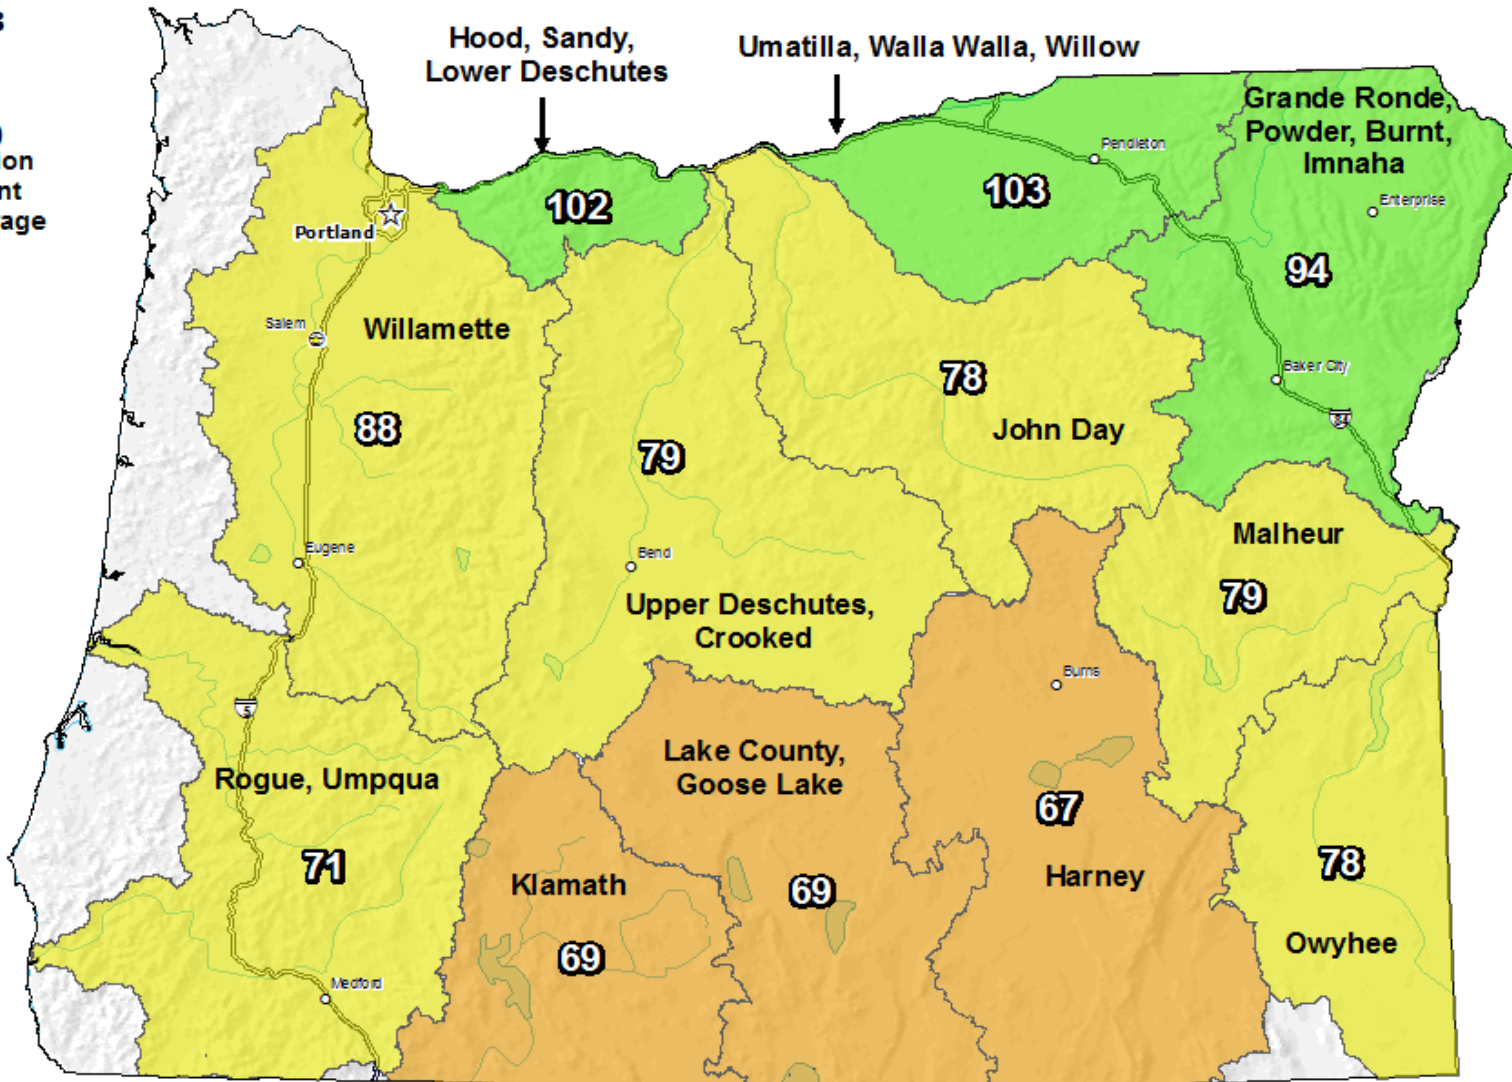 Hood, Sandy,
Lower Deschutes
Umatilla, Walla Walla, Willow
Grande Ronde,
Powder, Burnt,
Imnaha
Pendleton
Enterprise
102
103
94
Portland
Salem
Willamette
88
79
78
John Day
Baker City
84
Eugene
Bend
Upper Deschutes,
Crooked
Malheur
79
Burns
5
Rogue, Umpqua
71
Lake County,
Goose Lake
69
Klamath
69
67
Harney
78
Owyhee
Medford